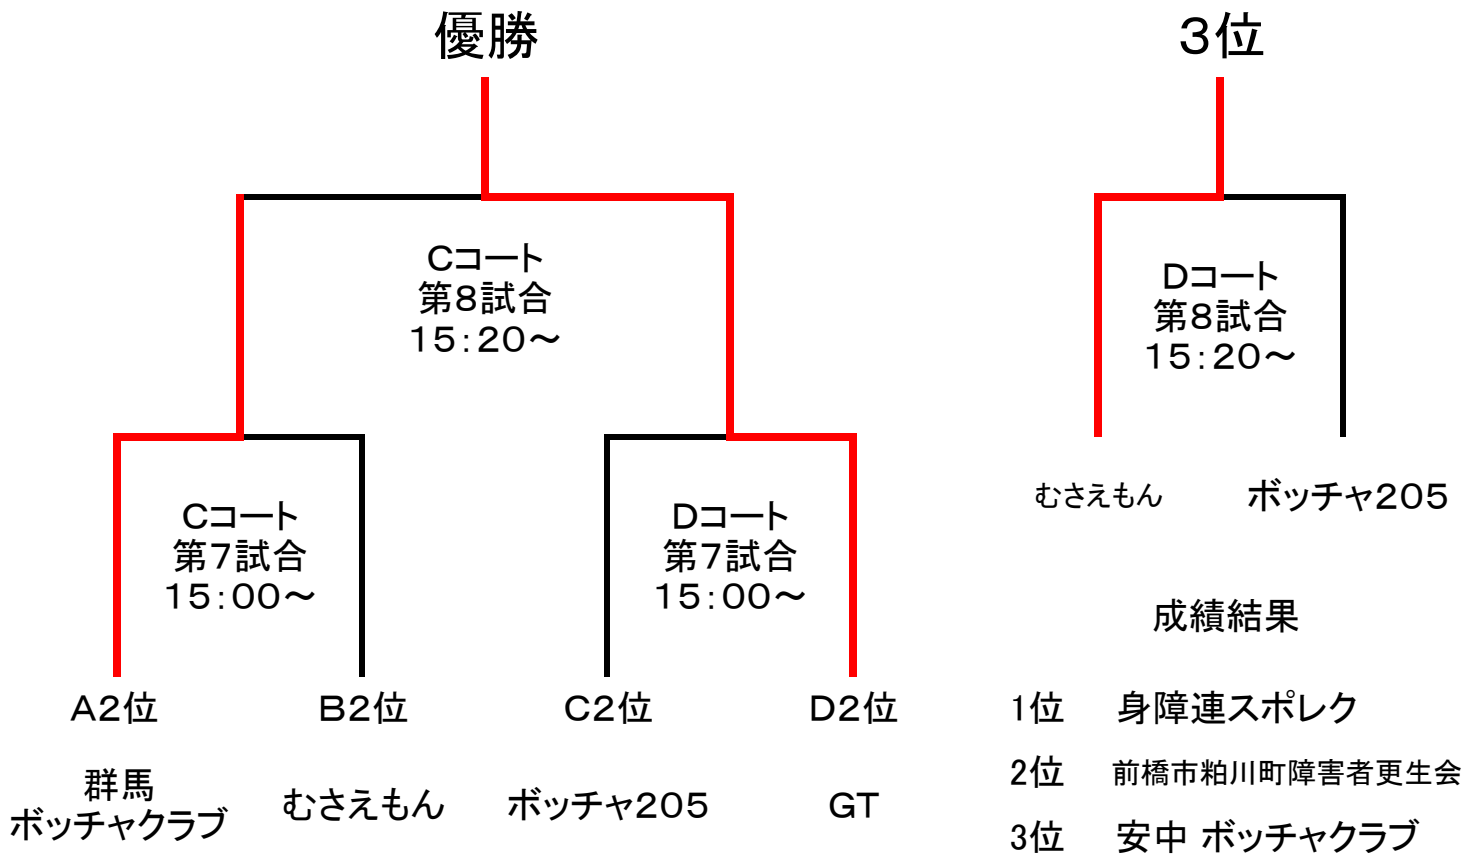 優勝
3位
Cコート
第8試合
15:20～
Dコート
第8試合
15:20～
Cコート
第7試合
15:00～
Dコート
第7試合
15:00～
むさえもん
ボッチャ205
A2位
B2位
C2位
D2位
群馬
ボッチャクラブ
むさえもん
ボッチャ205
GT
成績結果
1位 身障連スポレク
2位 前橋市粕川町障害者更生会
3位 安中 ボッチャクラブ